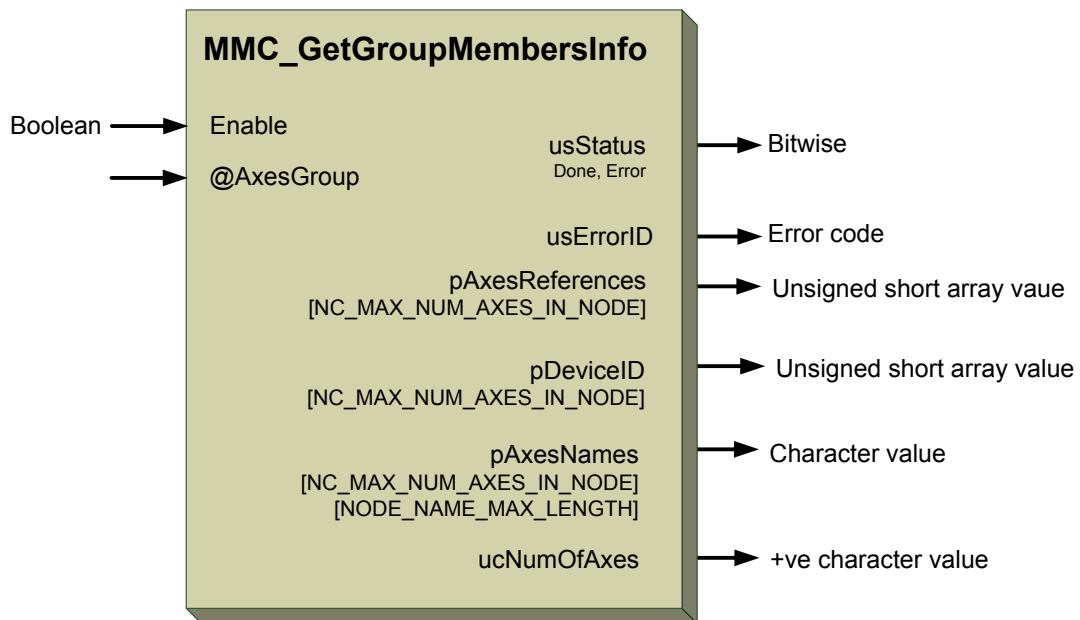 MMC_GetGroupMembersInfo
Boolean
Enable
@AxesGroup
usStatus
Done, Error
Bitwise
usErrorID
Error code
pAxesReferences
[NC_MAX_NUM_AXES_IN_NODE]
Unsigned short array vaue
pDeviceID
[NC_MAX_NUM_AXES_IN_NODE]
Unsigned short array value
pAxesNames
[NC_MAX_NUM_AXES_IN_NODE]
[NODE_NAME_MAX_LENGTH]
Character value
ucNumOfAxes
+ve character value